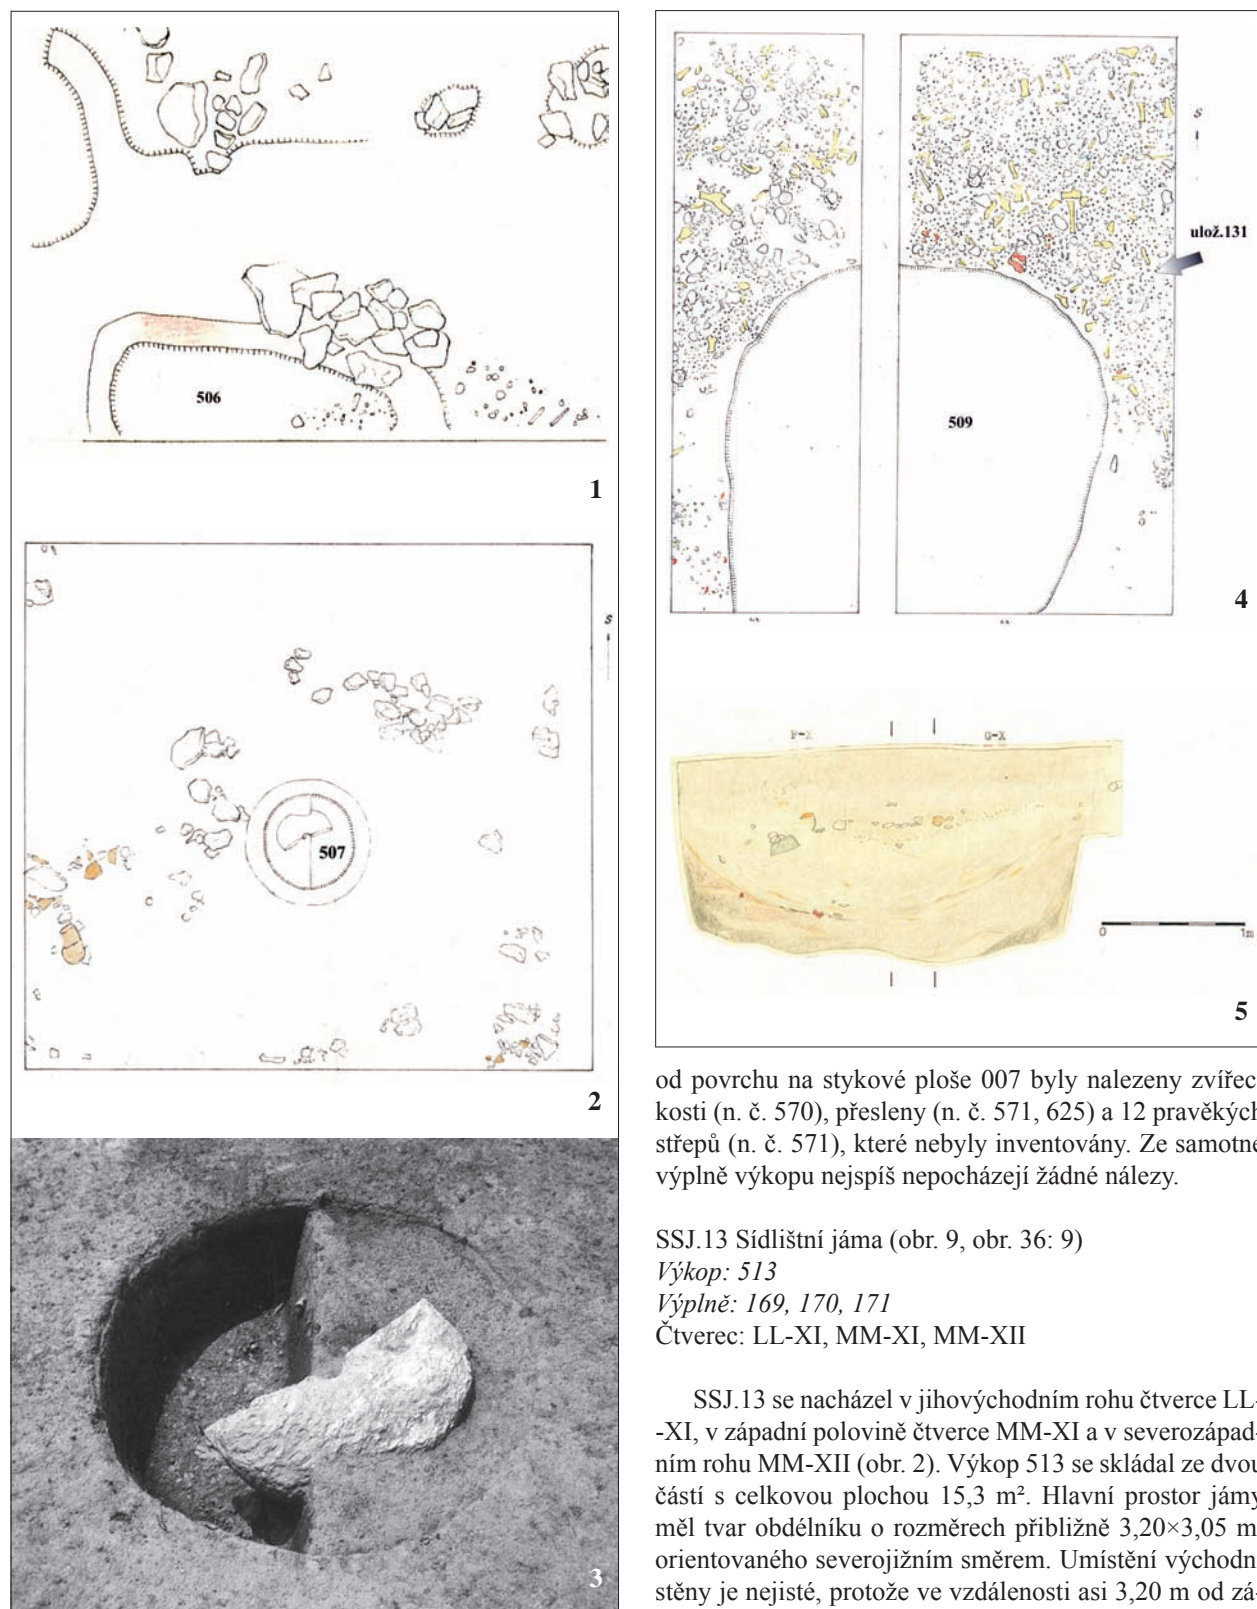 506
1
S
507
2
3
S
ulož.131
509
4
P-X
0
1m
5
od povrchu na stykové ploše 007 byly nalezeny zvířec
kosti (n. č. 570), přesleny (n. č. 571, 625) a 12 pravěkých
střepů (n. č. 571), které nebyly inventovány. Ze samotné
výplně výkopu nejspíš nepocházejí žádné nálezy.
SSJ.13 Sídlištní jáma (obr. 9, obr. 36: 9)
Výkop: 513
Výplně: 169, 170, 171
Čtverec: LL-XI, MM-XI, MM-XII
SSJ.13 se nacházel v jihovýchodním rohu čtverce LL-
-XI, v západní polovině čtverce MM-XI a v severozápad-
ním rohu MM-XII (obr. 2). Výkop 513 se skládal ze dvou
částí s celkovou plochou 15,3 m². Hlavní prostor jámy
měl tvar obdélníku o rozměrech přibližně 3,20×3,05 m
orientovaného severojižním směrem. Umístění východn
stěny je nejisté, protože ve vzdálenosti asi 3,20 m od zá-